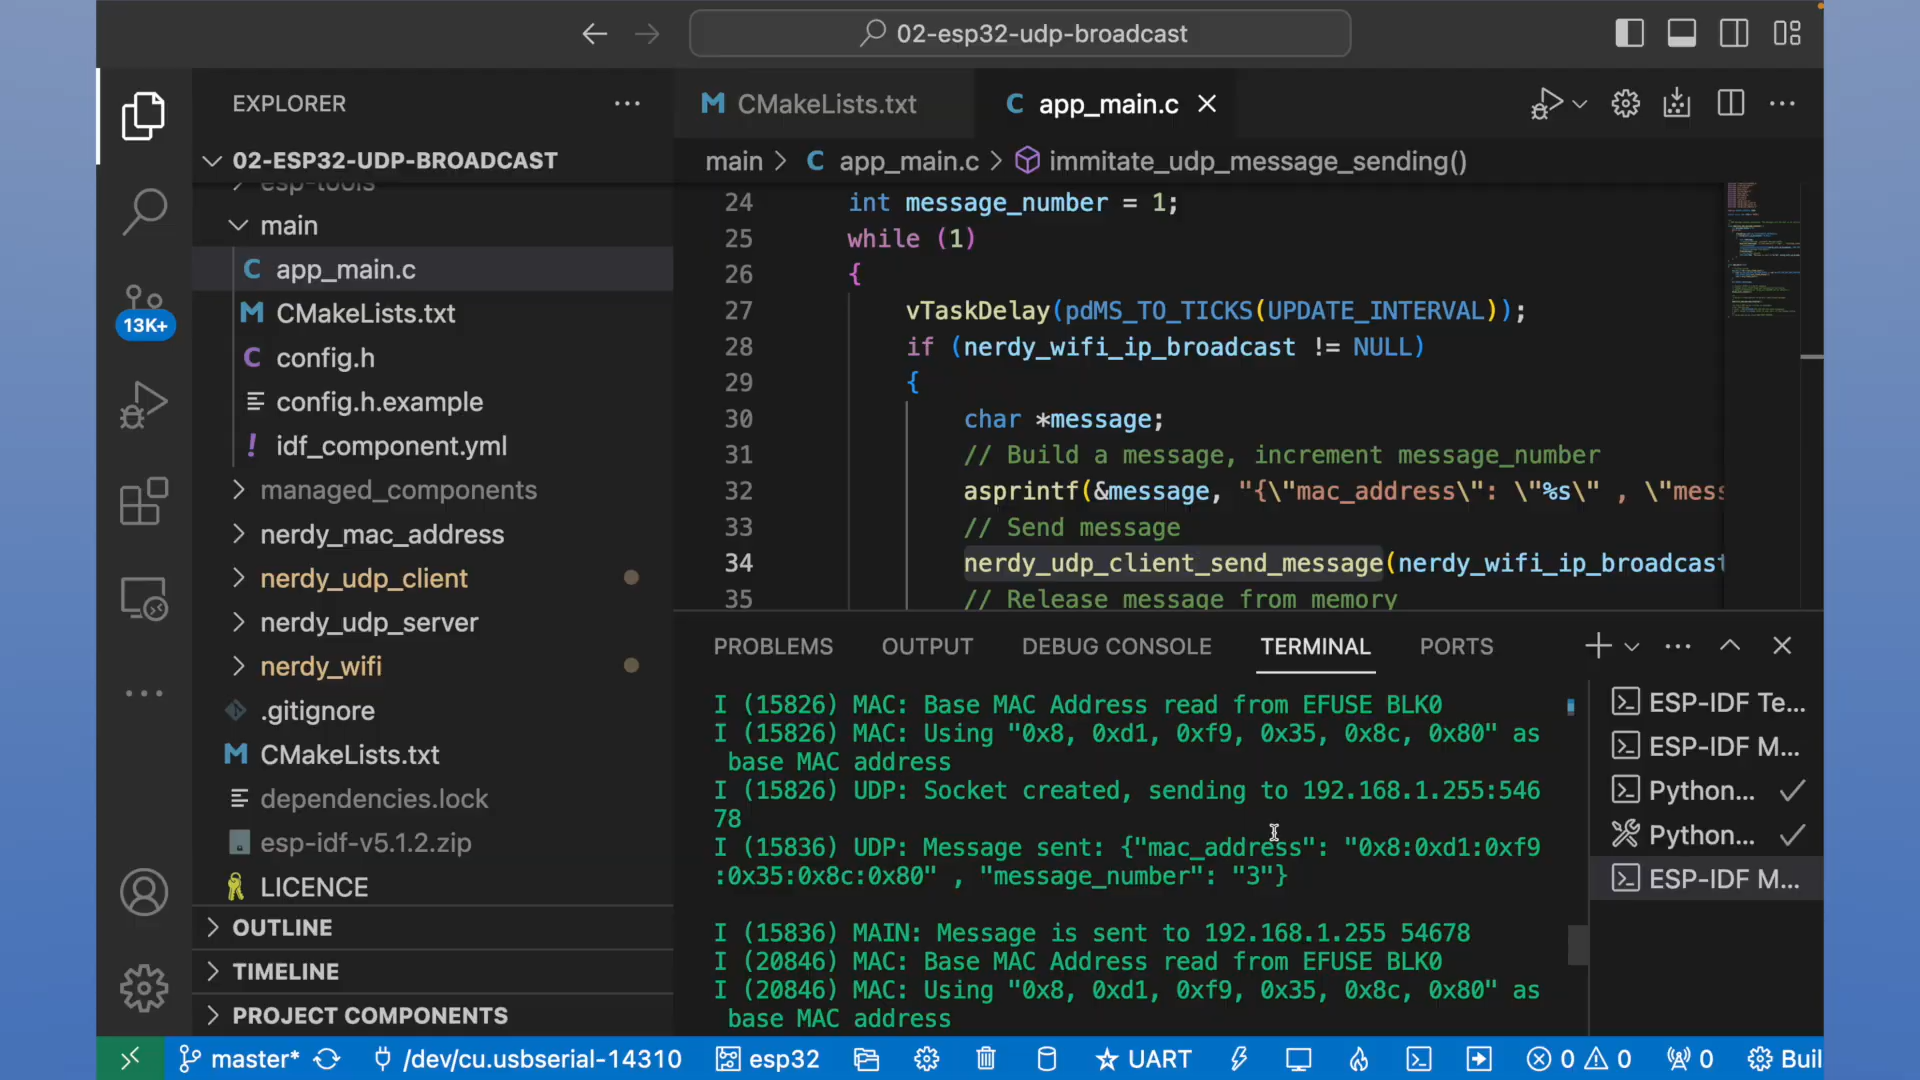 02-esp32-udp-broadcast
EXPLORER
02-ESP32-UDP-BROADCAST
esp-tools
main
app_main.c
CMakeLists.txt
config.h
config.h.example
idf_component.yml
managed_components
nerdy_mac_address
nerdy_udp_client
nerdy_udp_server
nerdy_wifi
.gitignore
CMakeLists.txt
dependencies.lock
esp-idf-v5.1.2.zip
LICENCE
OUTLINE
TIMELINE
PROJECT COMPONENTS
13K+
CMakeLists.txt
app_main.c
main > C app_main.c > immitate_udp_message_sending()
24 int message_number = 1;
25 while (1)
26 {
27 vTaskDelay(pdMS_TO_TICKS(UPDATE_INTERVAL));
28 if (nerdy_wifi_ip_broadcast != NULL)
29 {
30 char *message;
31 // Build a message, increment message_number
32 asprintf(&message, "{\"mac_address\": \"%s\" , \"mess
33 // Send message
34 nerdy_udp_client_send_message(nerdy_wifi_ip_broadcast
35 // Release message from memory
PROBLEMS OUTPUT DEBUG CONSOLE TERMINAL PORTS
I (15826) MAC: Base MAC Address read from EFUSE BLK0
I (15826) MAC: Using "0x8, 0xd1, 0xf9, 0x35, 0x8c, 0x80" as
base MAC address
I (15826) UDP: Socket created, sending to 192.168.1.255:546
78
I (15836) UDP: Message sent: {"mac_address": "0x8:0xd1:0xf9
:0x35:0x8c:0x80" , "message_number": "3"}
I (15836) MAIN: Message is sent to 192.168.1.255 54678
I (20846) MAC: Base MAC Address read from EFUSE BLK0
I (20846) MAC: Using "0x8, 0xd1, 0xf9, 0x35, 0x8c, 0x80" as
base MAC address
ESP-IDF Te...
ESP-IDF M...
Python...
Python...
ESP-IDF M...
master* /dev/cu.usbserial-14310 esp32 UART 0 0 0 Buil